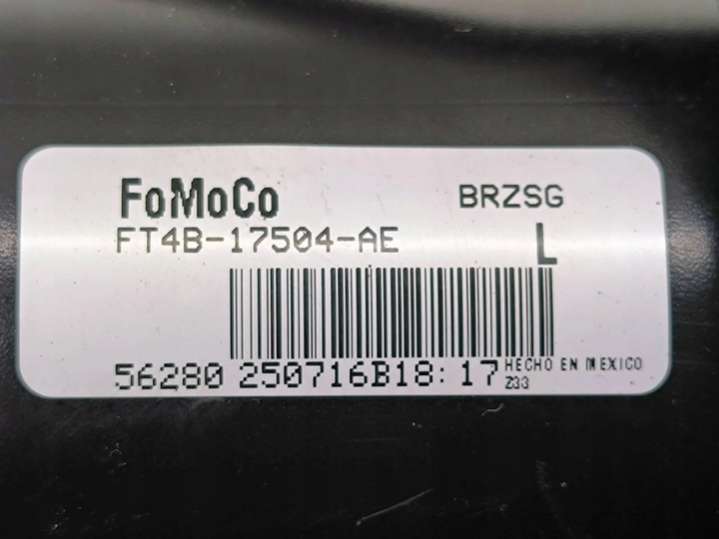 FoMoCo BRZSG
FT4B-17504-AE L
56280 250716B18:17 HECHO EN MEXICO
Z33